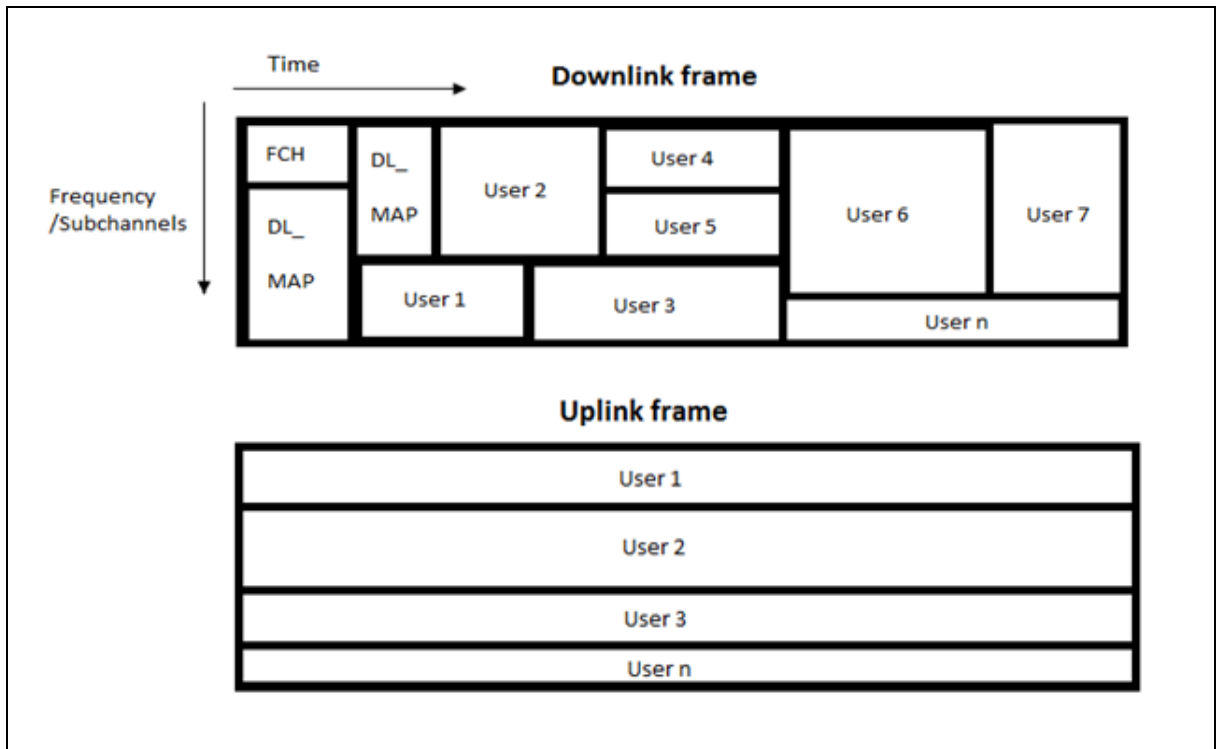 Time
Downlink frame
Frequency
/Subchannels
FCH
DL_
MAP
DL_
MAP
User 2
User 4
User 5
User 6
User 7
User 1
User 3
User n
Uplink frame
User 1
User 2
User 3
User n